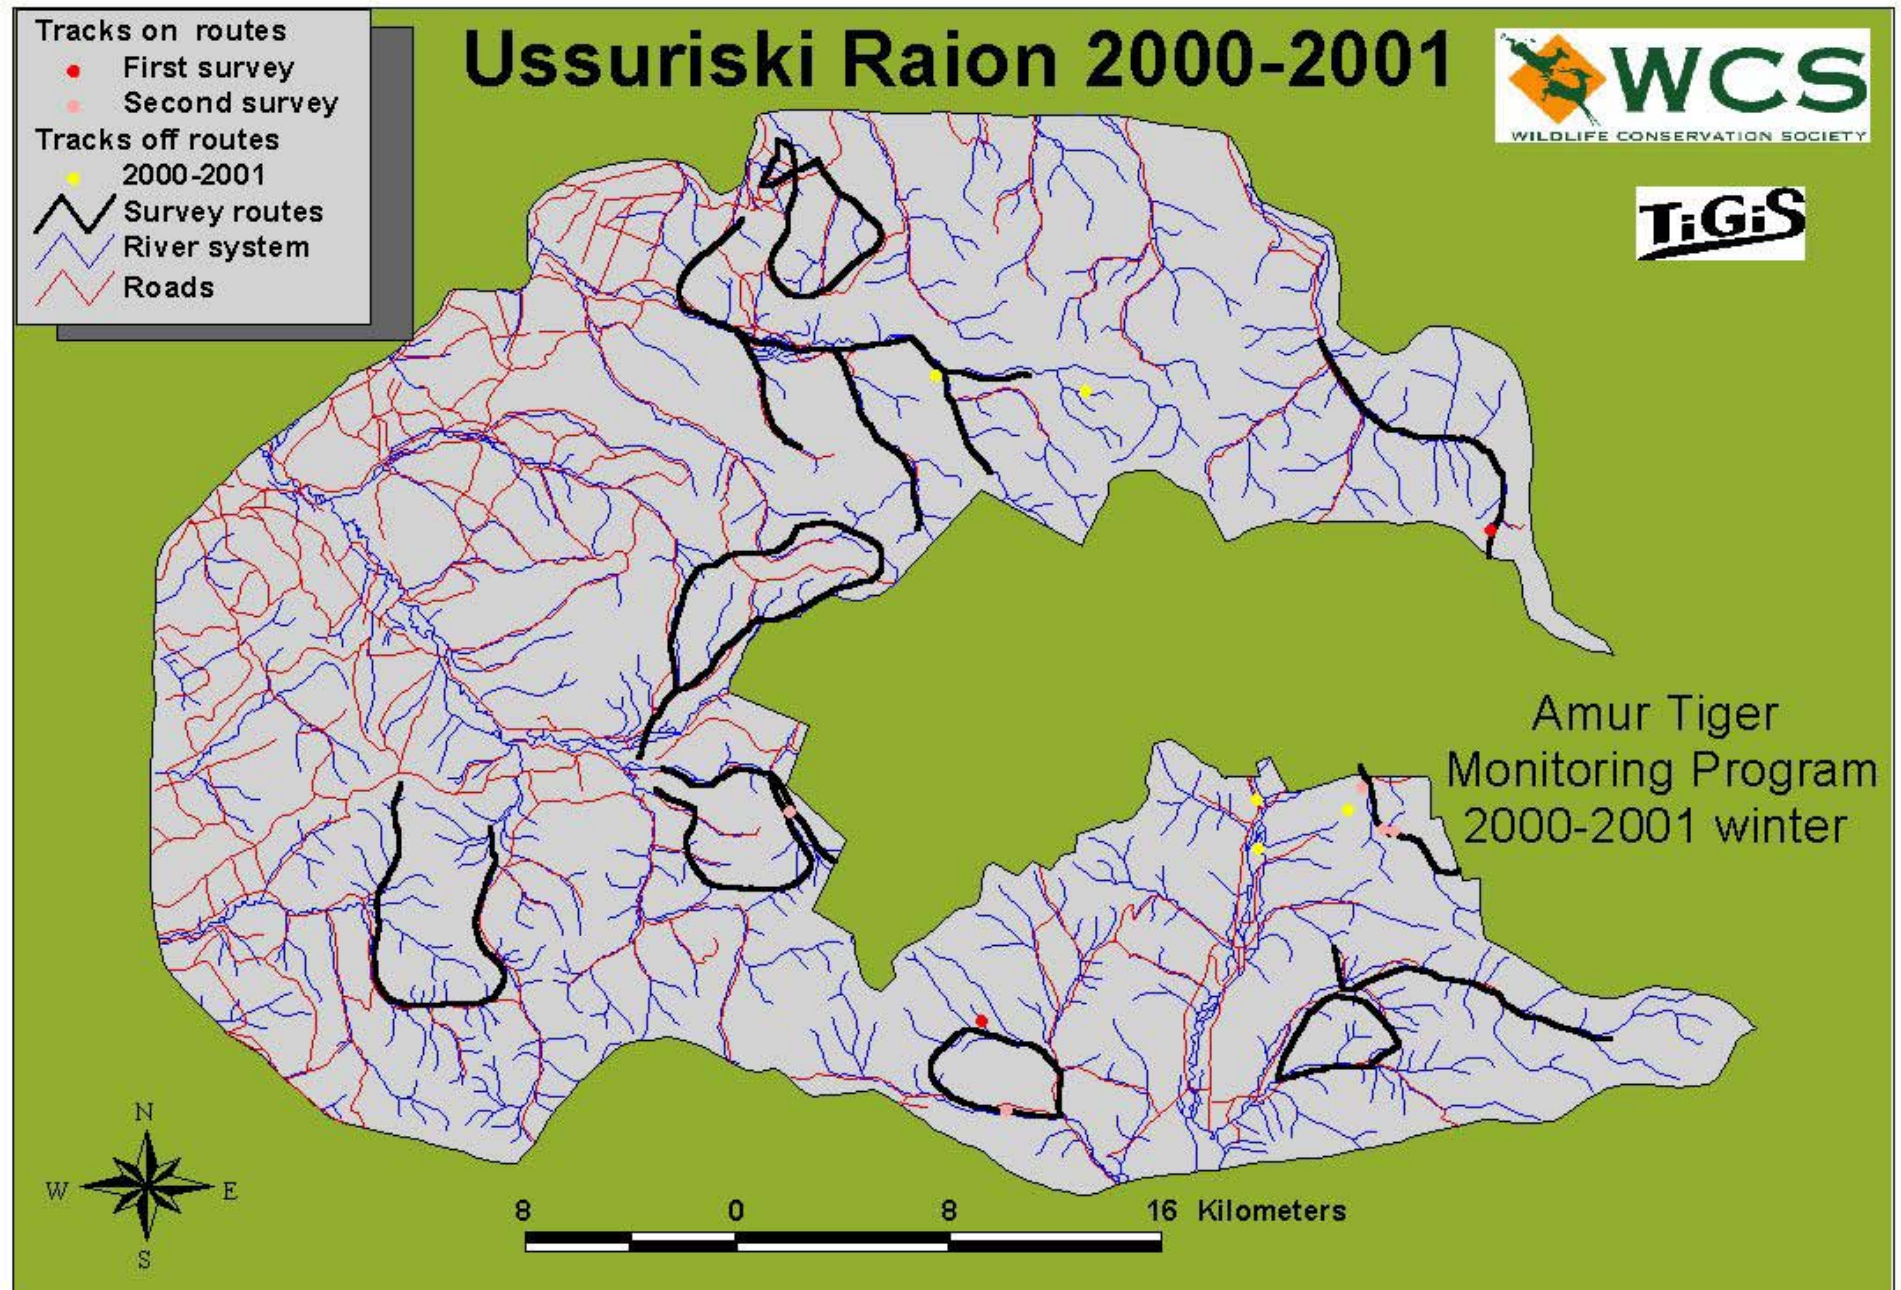 Tracks on routes
First survey
Second survey
Tracks off routes
2000-2001
Survey routes
River system
Roads
Ussuriski Raion 2000-2001
WCS
WILDLIFE CONSERVATION SOCIETY
TiGiS
Amur Tiger
Monitoring Program
2000-2001 winter
N
W E
S
8 0 8 16 Kilometers